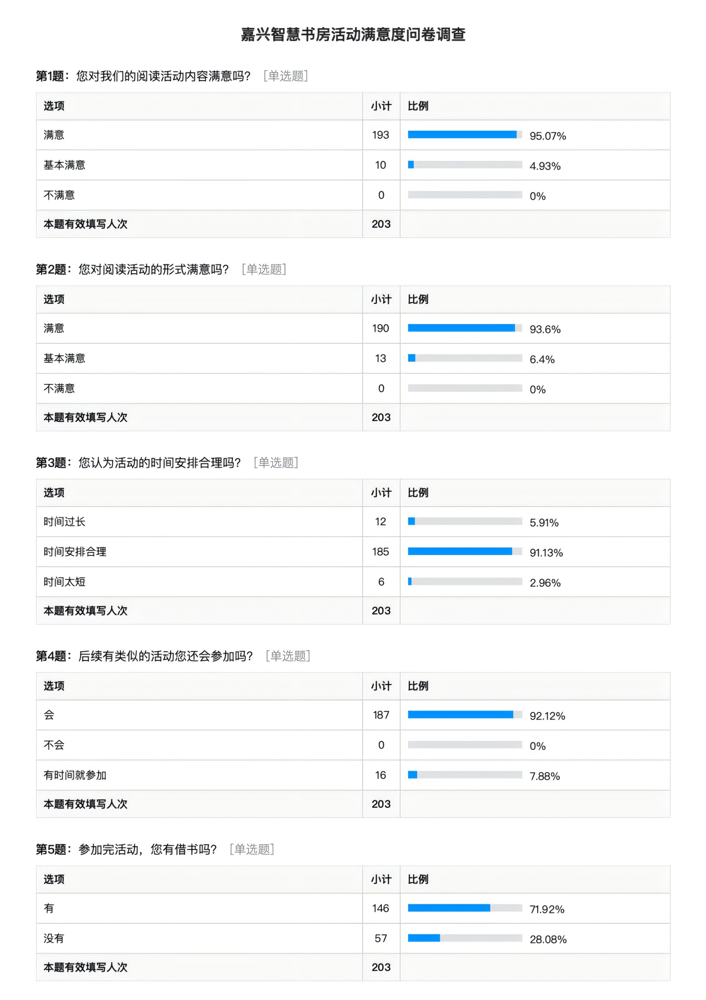 嘉兴智慧书房活动满意度问卷调查
第1题：您对我们的阅读活动内容满意吗？ [单选题]
选项 小计 比例
满意 193 95.07%
基本满意 10 4.93%
不满意 0 0%
本题有效填写人次 203
第2题：您对阅读活动的形式满意吗？ [单选题]
选项 小计 比例
满意 190 93.6%
基本满意 13 6.4%
不满意 0 0%
本题有效填写人次 203
第3题：您认为活动的时间安排合理吗？ [单选题]
选项 小计 比例
时间过长 12 5.91%
时间安排合理 185 91.13%
时间太短 6 2.96%
本题有效填写人次 203
第4题：后续有类似的活动您还会参加吗？ [单选题]
选项 小计 比例
会 187 92.12%
不会 0 0%
有时间就参加 16 7.88%
本题有效填写人次 203
第5题：参加完活动，您有借书吗？ [单选题]
选项 小计 比例
有 146 71.92%
没有 57 28.08%
本题有效填写人次 203